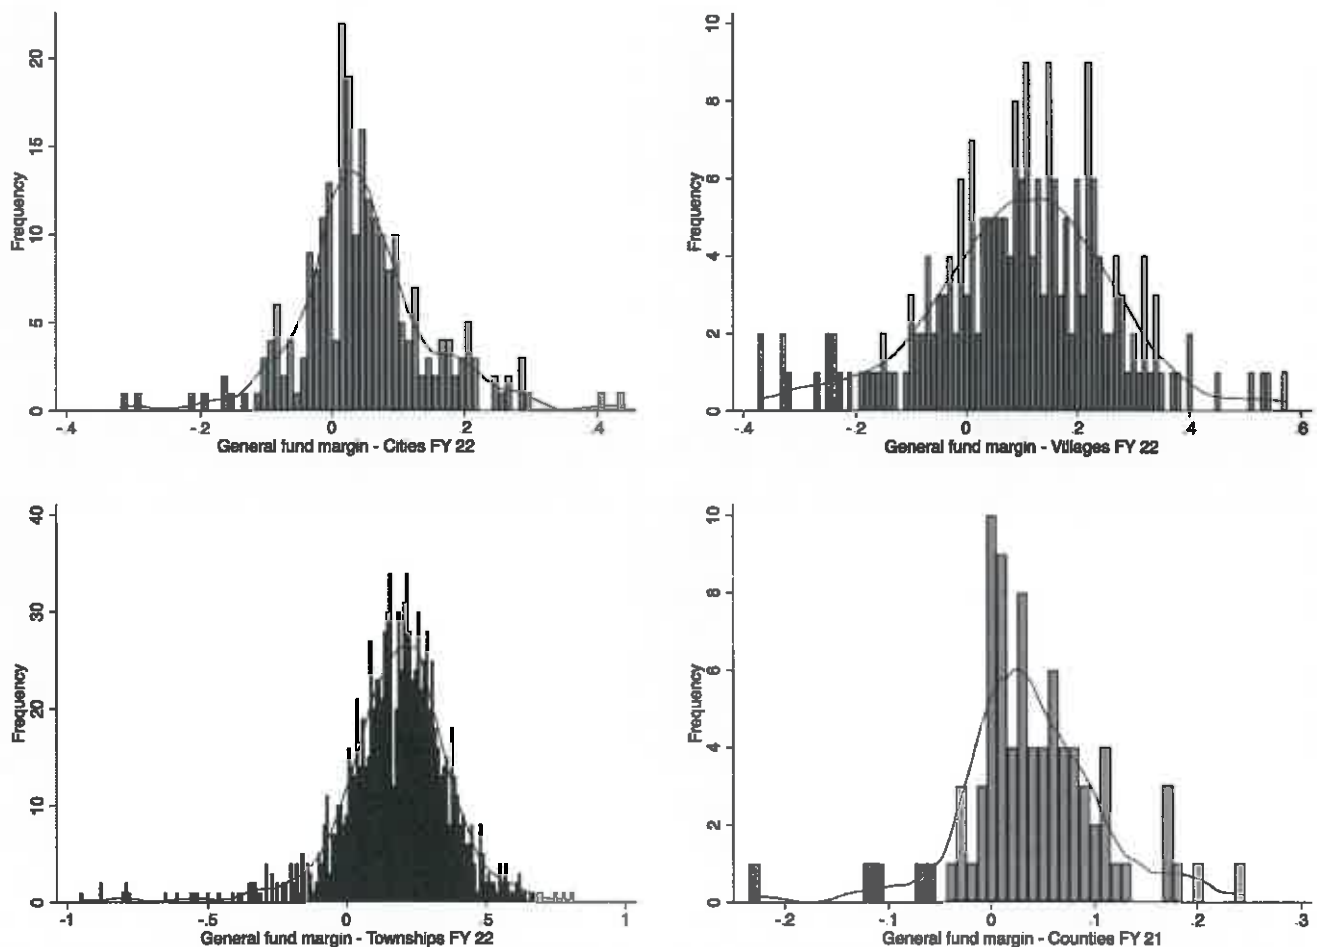 20
15
10
5
0
Frequency
-.4 -.2 0 .2 .4
General fund margin - Cities FY 22
10
8
6
4
2
0
Frequency
-.4 -.2 0 .2 .4 .6
General fund margin - Villages FY 22
40
30
20
10
0
Frequency
-1 -.5 0 .5 1
General fund margin - Townships FY 22
10
8
6
4
2
0
Frequency
-.2 -.1 0 .1 .2 .3
General fund margin - Counties FY 21